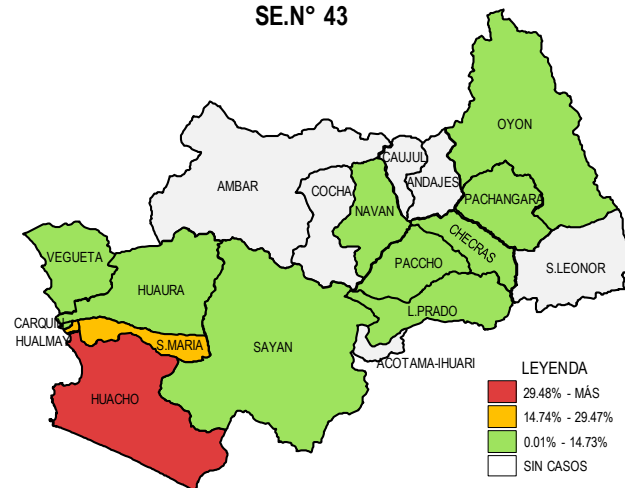 SE.N° 43
OYON
CAUJUL
ANDAJES
AMBAR
COCHA
NAVAN
PACHANGARA
CHECRAS
VEGUETA
PACCHO
S.LEONOR
HUAURA
L.PRADO
CARQUIN
HUALMAY
S.MARIA
SAYAN
ACOTAMA-IHUARI
HUACHO
LEYENDA
29.48% - MÁS
14.74% - 29.47%
0.01% - 14.73%
SIN CASOS